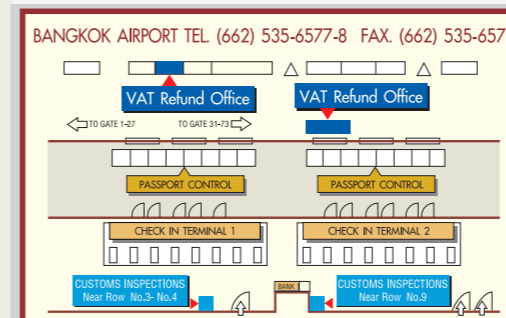 BANGKOK AIRPORT TEL. (662) 535-6577-8 FAX. (662) 535-657
VAT Refund Office
VAT Refund Office
TO GATE 1-27
TO GATE 31-73
PASSPORT CONTROL
PASSPORT CONTROL
CHECK IN TERMINAL 1
CHECK IN TERMINAL 2
CUSTOMS INSPECTIONS
Near Row No.3- No.4
BANK
CUSTOMS INSPECTIONS
Near Row No.9